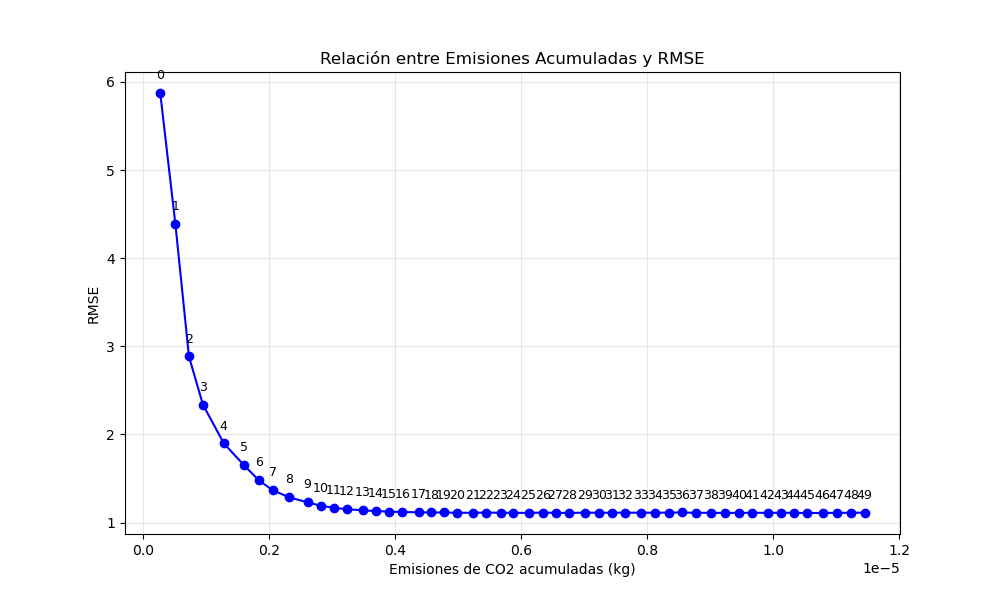 Relación entre Emisiones Acumuladas y RMSE
0
1
2
3
4
5
6
7
8
9 10 11 12 13 14 15 16 17 18 19 20 21 22 23 24 25 26 27 28 29 30 31 32 33 34 35 36 37 38 39 40 41 42 43 44 45 46 47 48 49
6
5
4
3
2
1
RMSE
0.0 0.2 0.4 0.6 0.8 1.0 1.2
1e−5
Emisiones de CO2 acumuladas (kg)